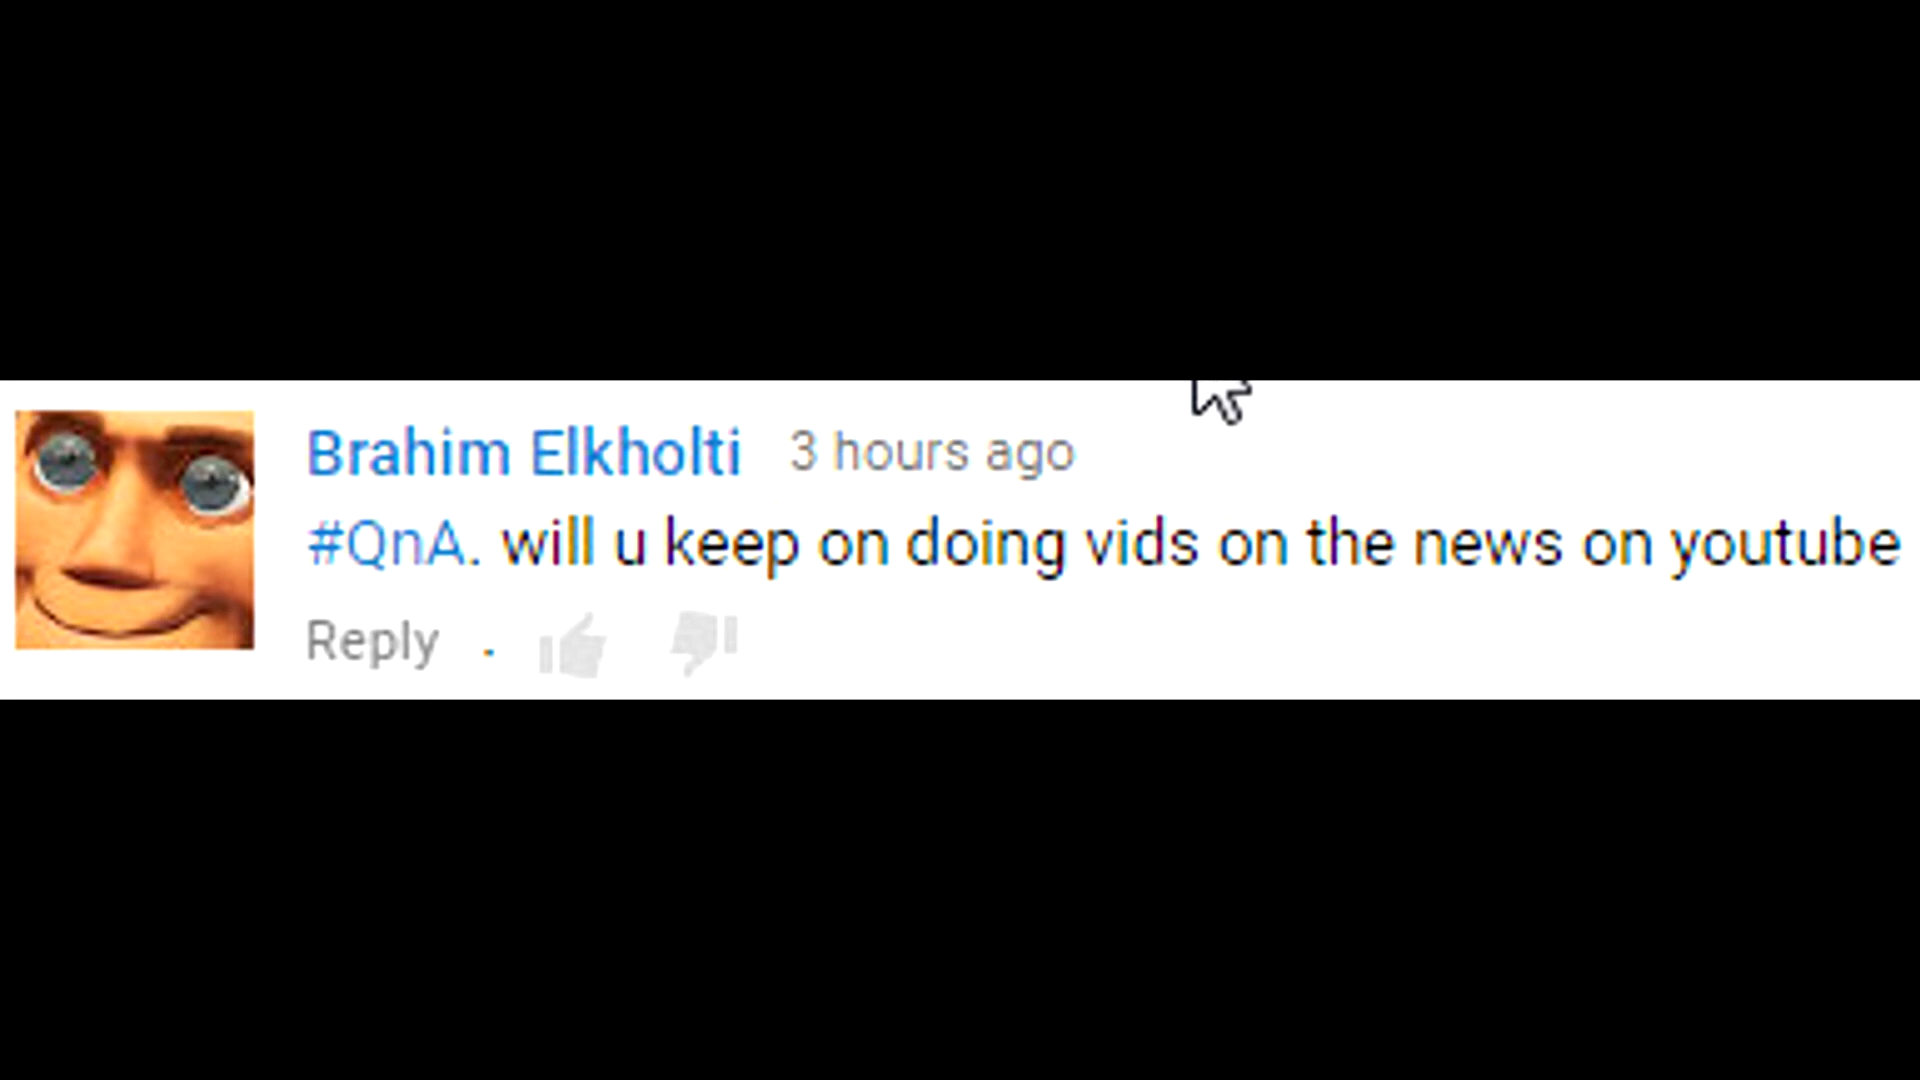 Brahim Elkholti 3 hours ago
#QnA. will u keep on doing vids on the news on youtube
Reply .